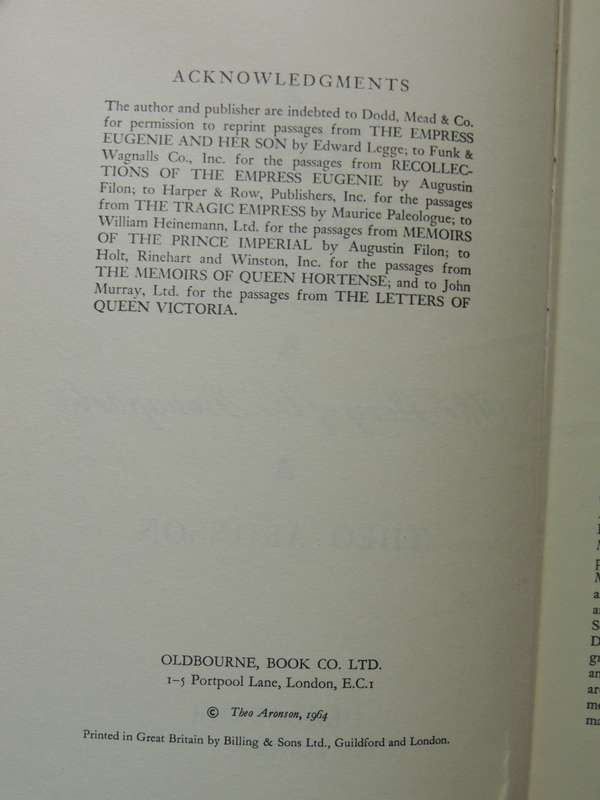 ACKNOWLEDGMENTS
The author and publisher are indebted to Dodd, Mead & Co.
for permission to reprint passages from THE EMPRESS
EUGENIE AND HER SON by Edward Legge; to Funk &
Wagnalls Co., Inc. for the passages from RECOLLEC-
TIONS OF THE EMPRESS EUGENIE by Augustin
Filon; to Harper & Row, Publishers, Inc. for the passages
from THE TRAGIC EMPRESS by Maurice Paleologue; to
William Heinemann, Ltd. for the passages from MEMOIRS
OF THE PRINCE IMPERIAL by Augustin Filon; to
Holt, Rinehart and Winston, Inc. for the passages from
THE MEMOIRS OF QUEEN HORTENSE; and to John
Murray, Ltd. for the passages from THE LETTERS OF
QUEEN VICTORIA.
OLDBOURNE, BOOK CO. LTD.
1-5 Portpool Lane, London, E.C.1
© Theo Aronson, 1964
Printed in Great Britain by Billing & Sons Ltd., Guildford and London.